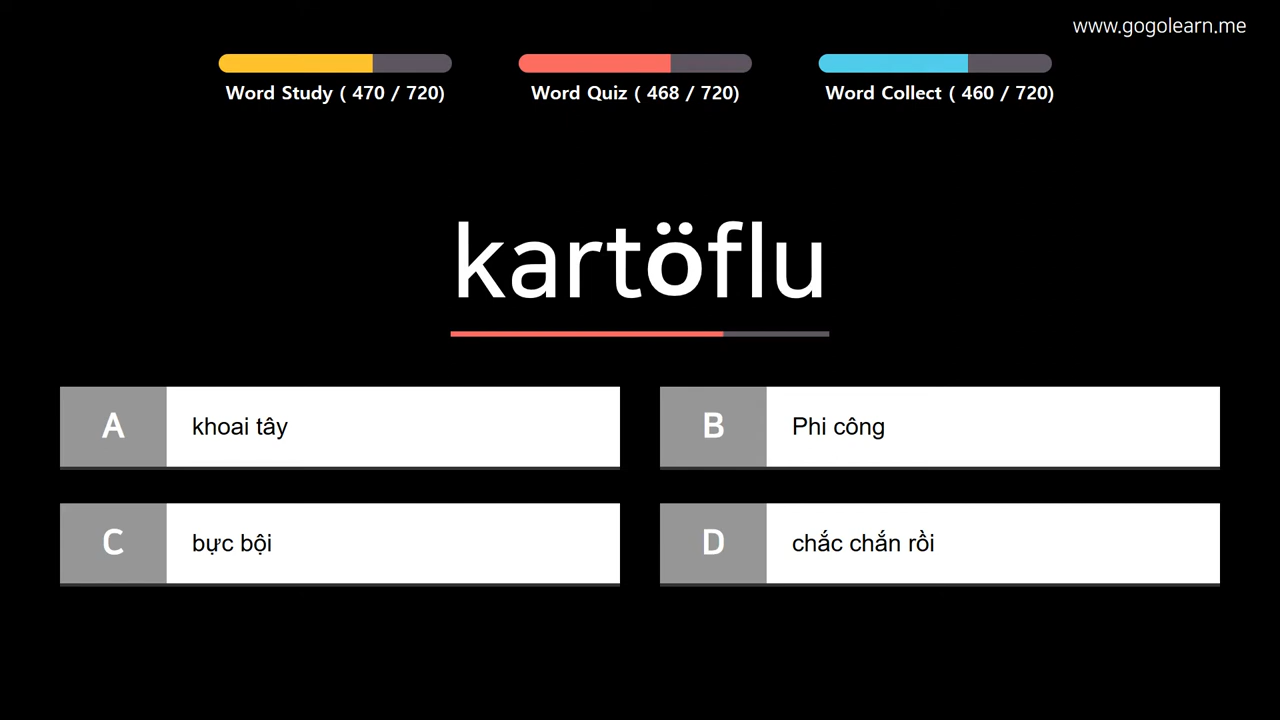 www.gogolearn.me
Word Study ( 470 / 720)
Word Quiz ( 468 / 720)
Word Collect ( 460 / 720)
kartöflu
A khoai tây
B Phi công
C bực bội
D chắc chắn rồi